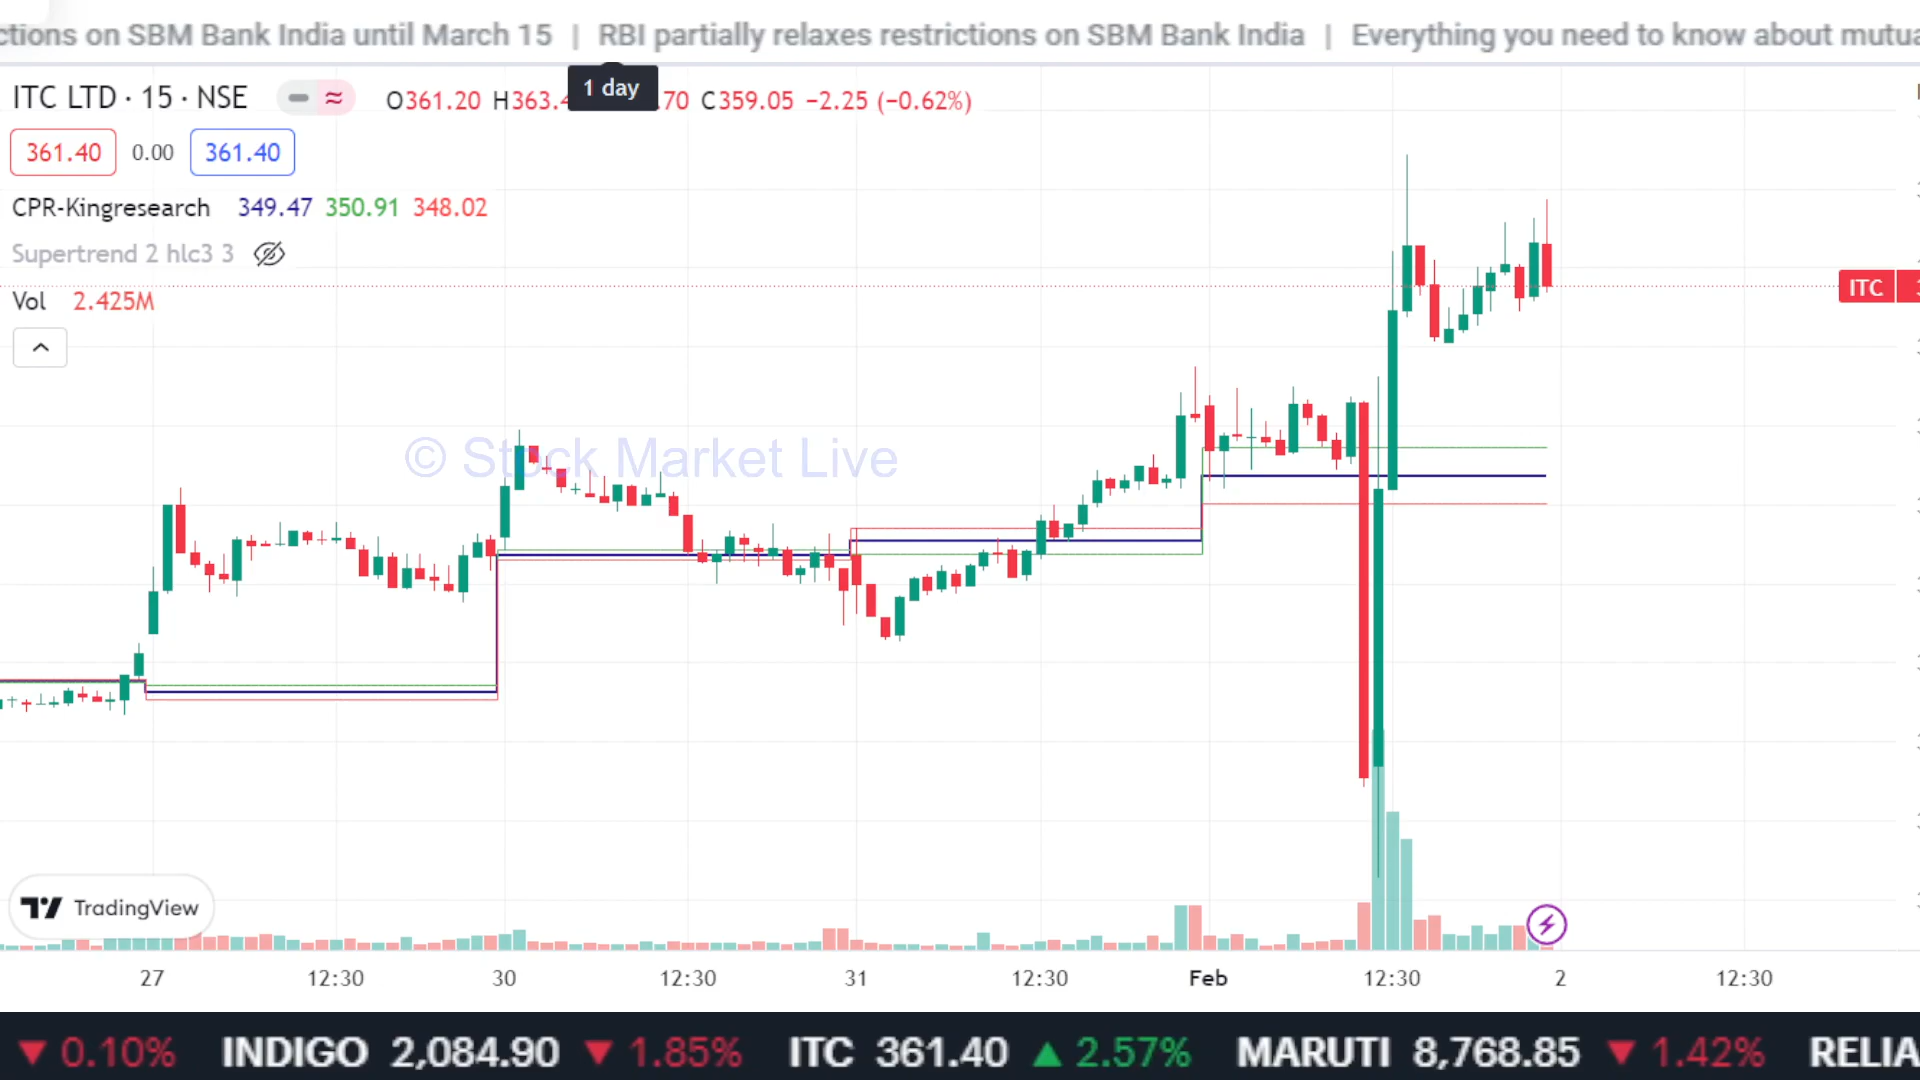 ctions on SBM Bank India until March 15 | RBI partially relaxes restrictions on SBM Bank India | Everything you need to know about mutua
1 day
ITC LTD · 15 · NSE O361.20 H363.4 .70 C359.05 −2.25 (−0.62%)
361.40 0.00 361.40
CPR-Kingresearch 349.47 350.91 348.02
Supertrend 2 hlc3 3
ITC
Vol 2.425M
© Stock Market Live
TradingView
27 12:30 30 12:30 31 12:30 Feb 12:30 2 12:30
▼ 0.10% INDIGO 2,084.90 ▼ 1.85% ITC 361.40 ▲ 2.57% MARUTI 8,768.85 ▼ 1.42% RELIA